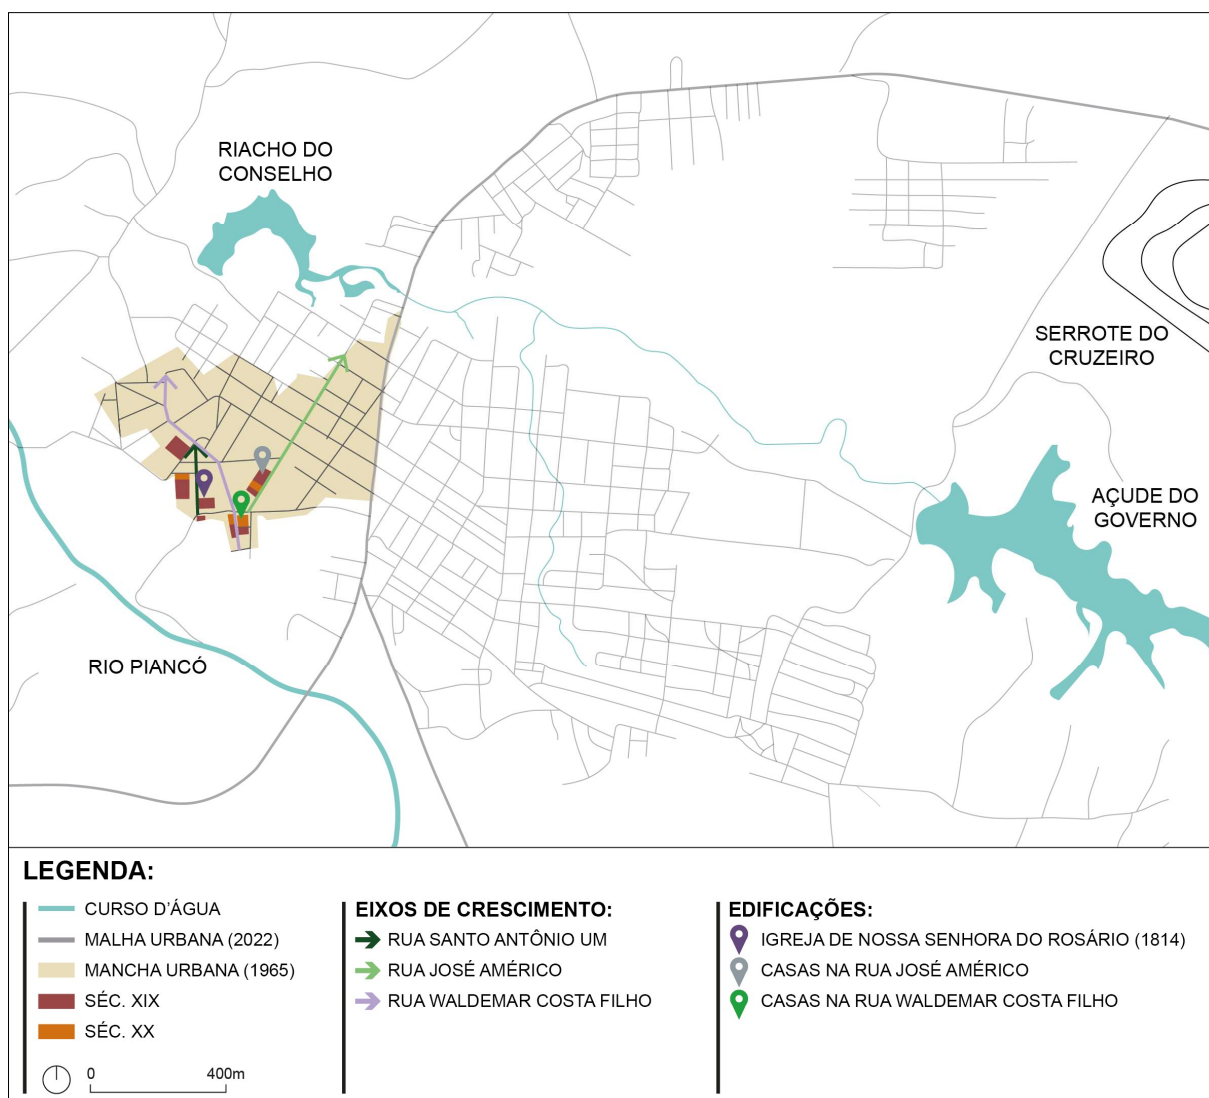 RIACHO DO
CONSELHO
SERROTE DO
CRUZEIRO
AÇUDE DO
GOVERNO
RIO PIANCÓ
LEGENDA:
CURSO D'ÁGUA
MALHA URBANA (2022)
MANCHA URBANA (1965)
SÉC. XIX
SÉC. XX
0 400m
EIXOS DE CRESCIMENTO:
RUA SANTO ANTÔNIO UM
RUA JOSÉ AMÉRICO
RUA WALDEMAR COSTA FILHO
EDIFICAÇÕES:
IGREJA DE NOSSA SENHORA DO ROSÁRIO (1814)
CASAS NA RUA JOSÉ AMÉRICO
CASAS NA RUA WALDEMAR COSTA FILHO